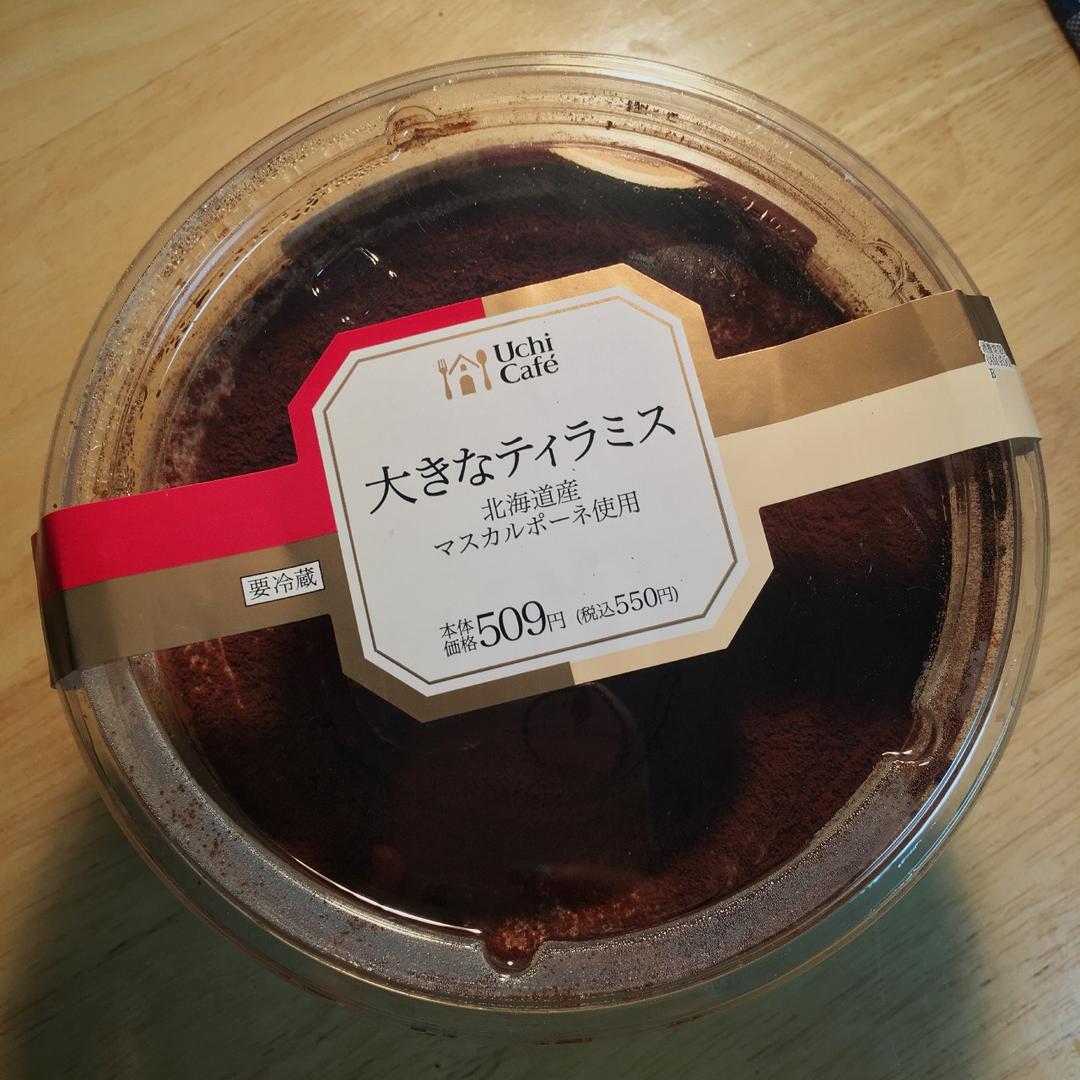 Uchi
Café
大きなティラミス
北海道産
マスカルポーネ使用
要冷蔵
本体
価格509円 (税込550円)